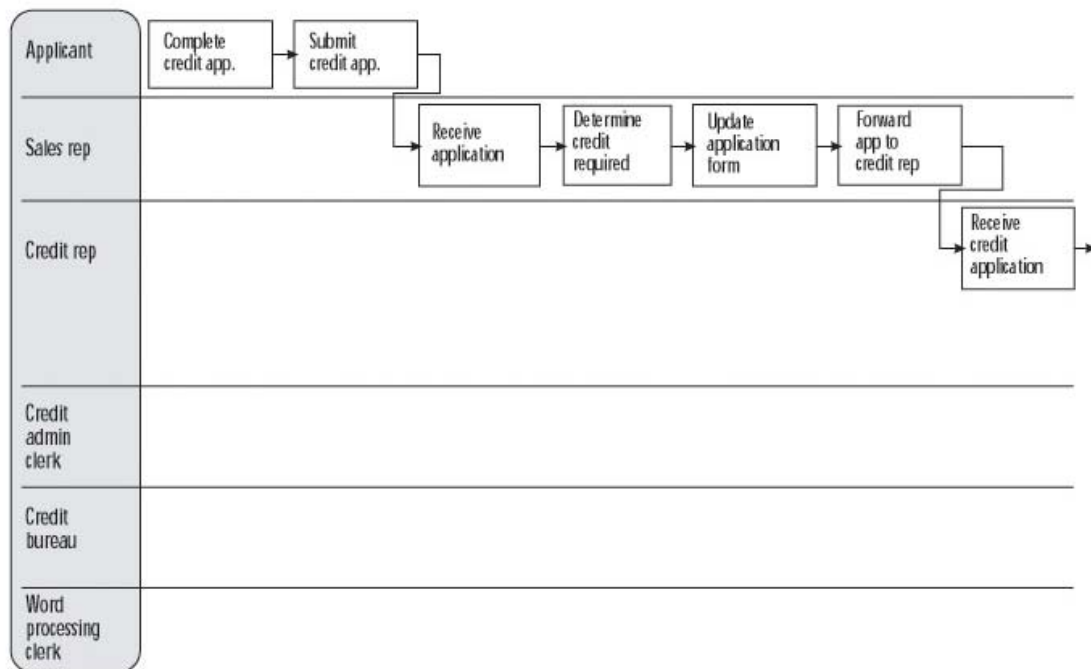 Applicant
Complete
credit app.
Submit
credit app.
Sales rep
Receive
application
Determine
credit
required
Update
application
form
Forward
app to
credit rep
Credit rep
Receive
credit
application
Credit
admin
clerk
Credit
bureau
Word
processing
clerk